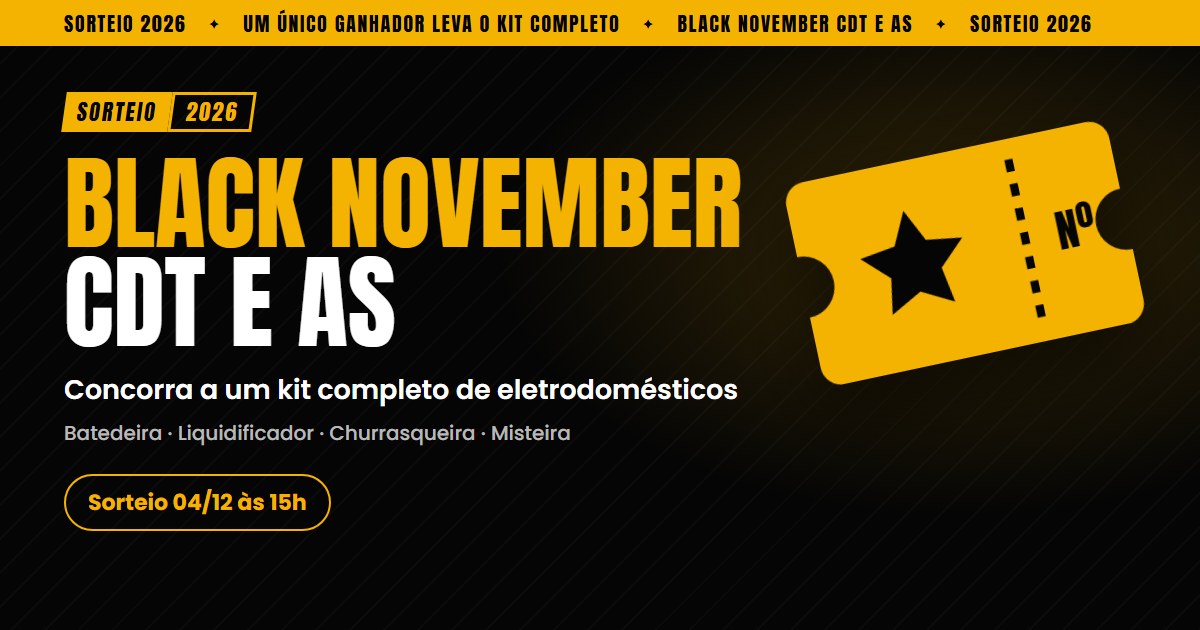 SORTEIO 2026 ✦ UM ÚNICO GANHADOR LEVA O KIT COMPLETO ✦ BLACK NOVEMBER CDT E AS ✦ SORTEIO 2026
SORTEIO 2026
BLACK NOVEMBER
CDT E AS
Nº
Concorra a um kit completo de eletrodomésticos
Batedeira · Liquidificador · Churrasqueira · Misteira
Sorteio 04/12 às 15h